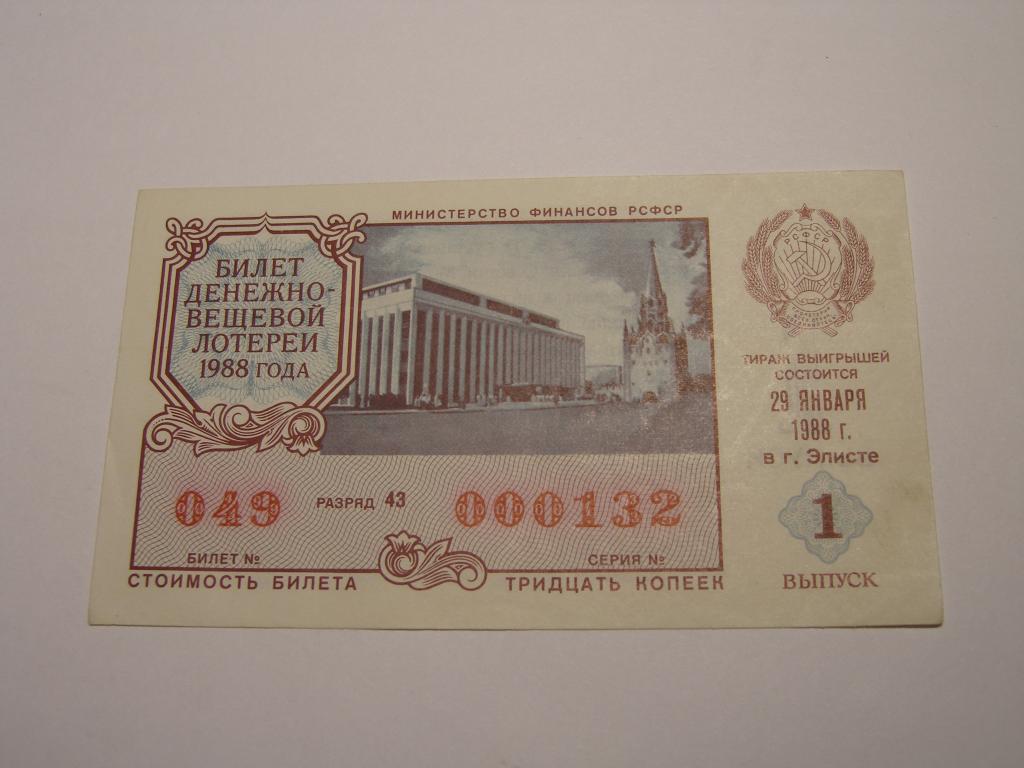 МИНИСТЕРСТВО ФИНАНСОВ РСФСР
БИЛЕТ
ДЕНЕЖНО-
ВЕЩЕВОЙ
ЛОТЕРЕИ
1988 ГОДА
РСФСР
ТИРАЖ ВЫИГРЫШЕЙ
СОСТОИТСЯ
29 ЯНВАРЯ
1988 г.
в г. Элисте
049 РАЗРЯД 43 000132
БИЛЕТ № СЕРИЯ №
СТОИМОСТЬ БИЛЕТА ТРИДЦАТЬ КОПЕЕК
1
ВЫПУСК